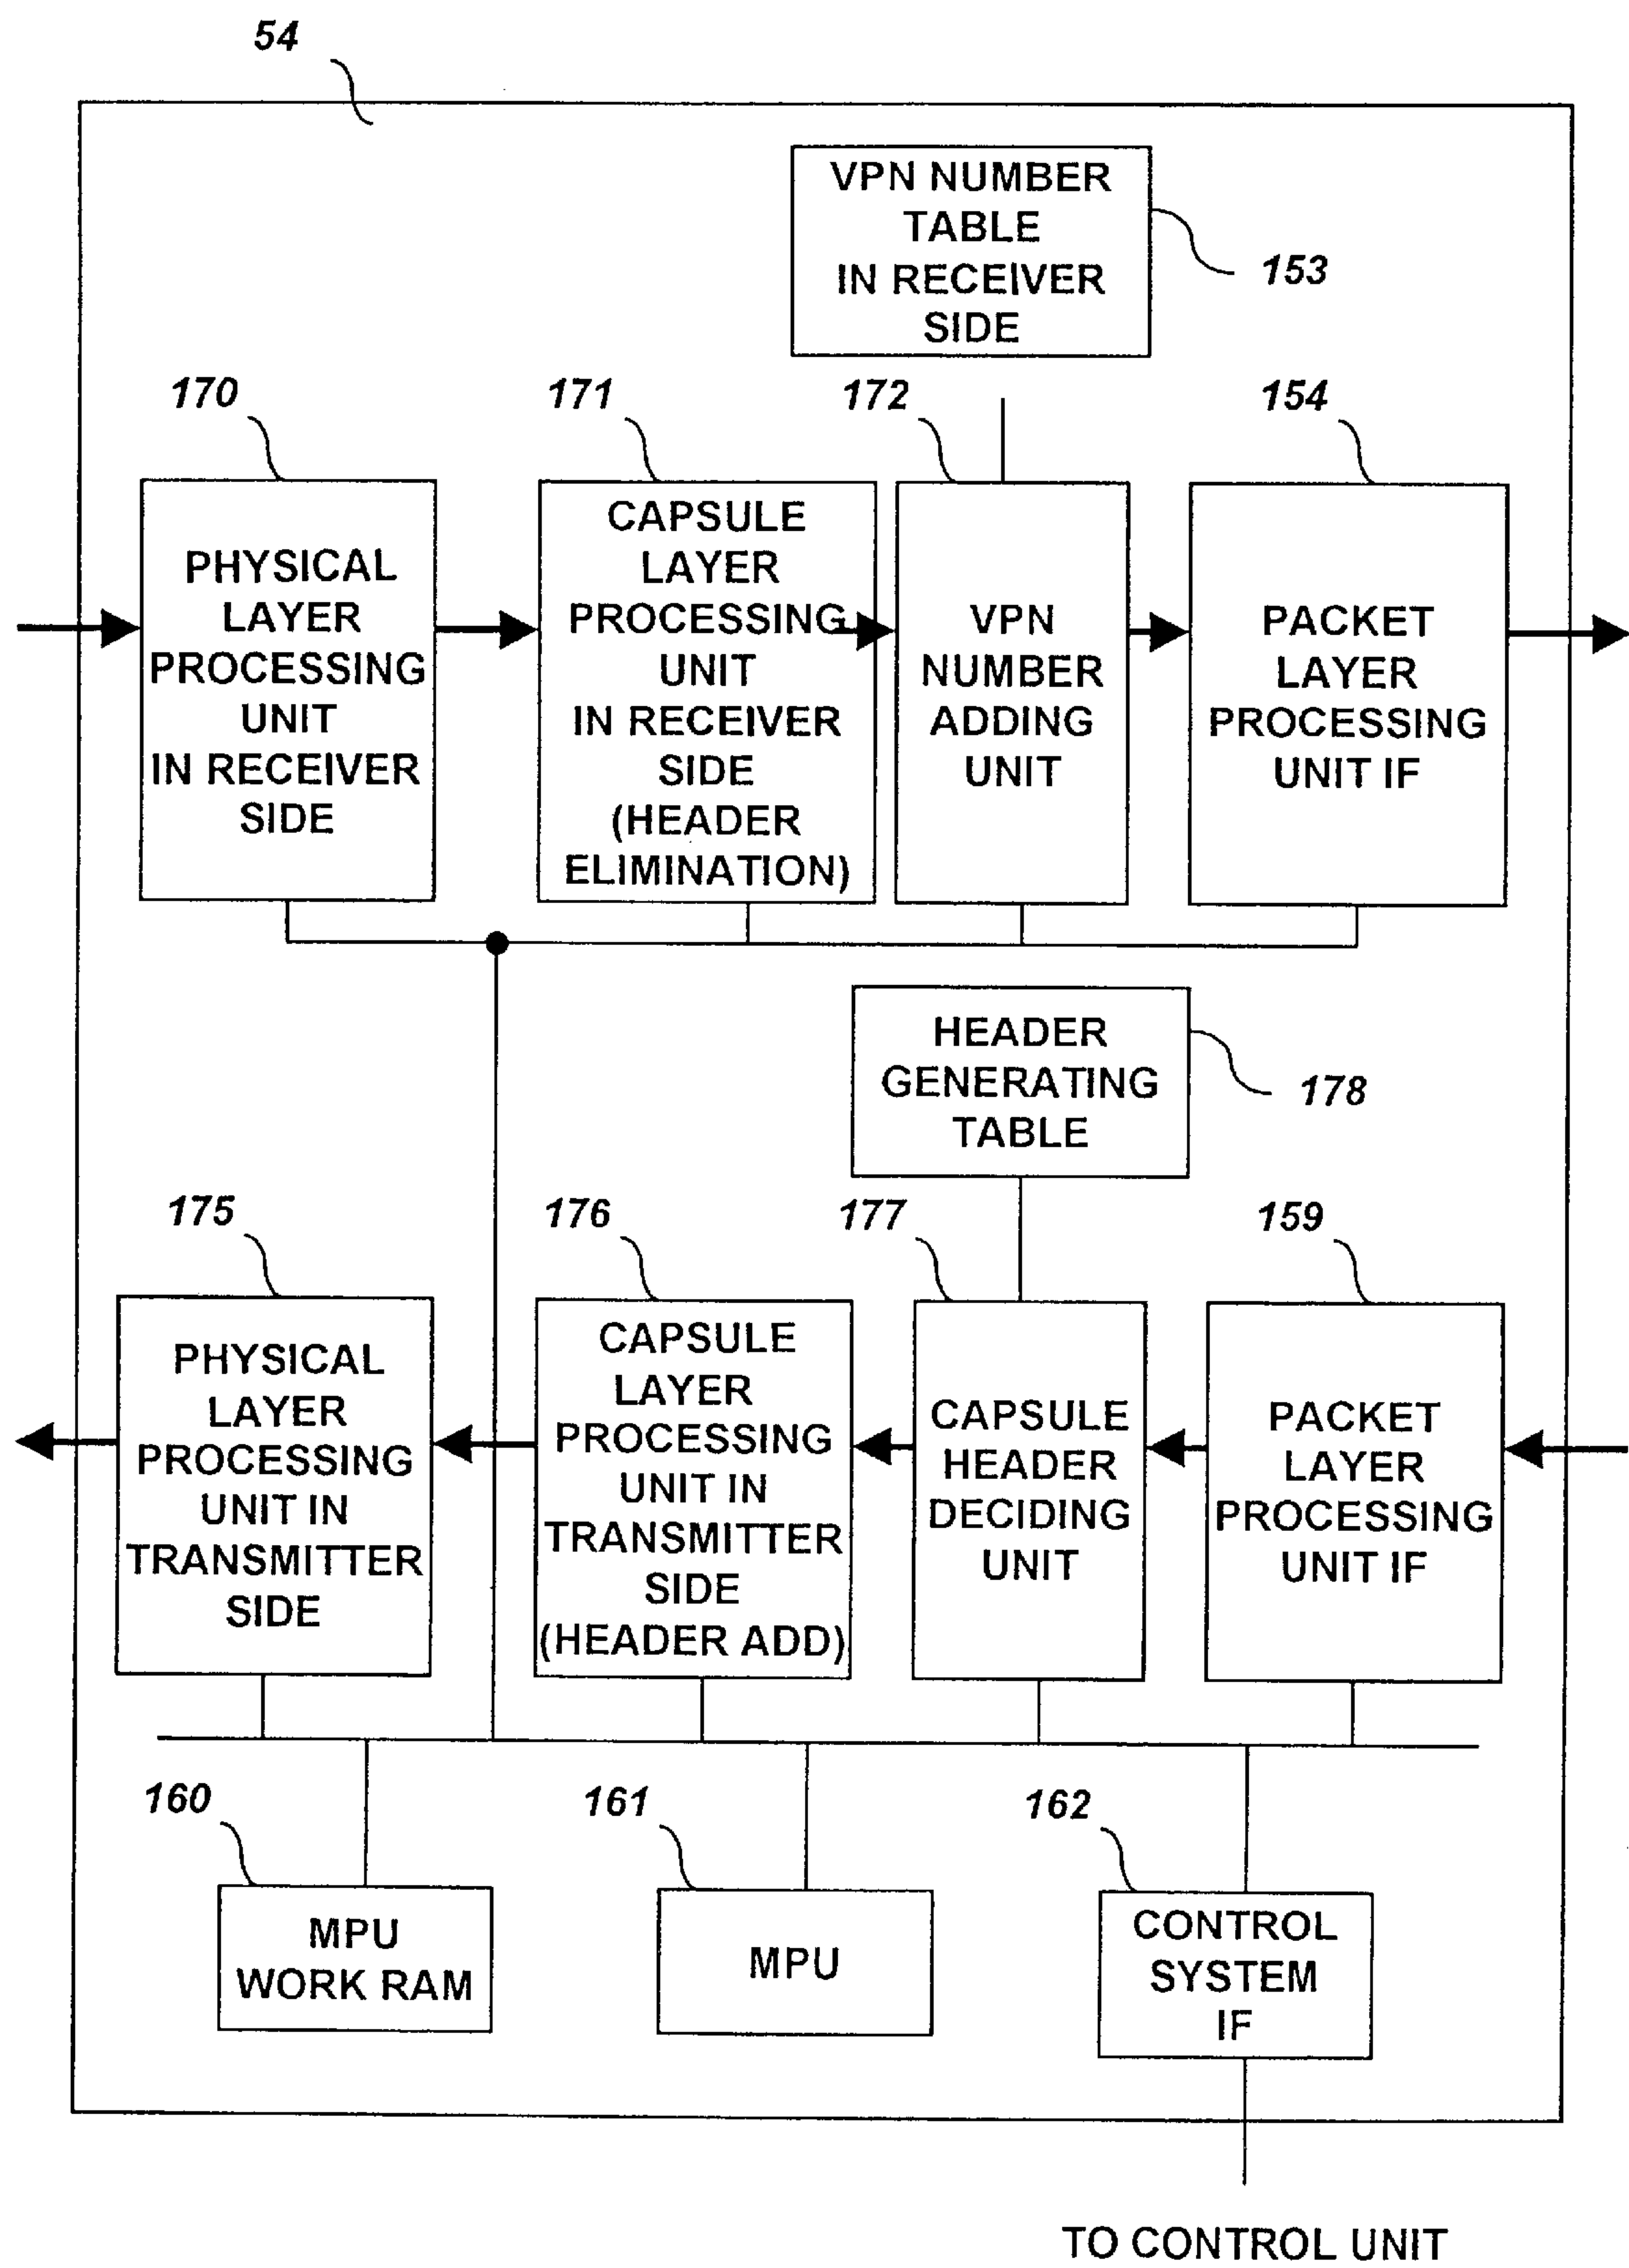 54
VPN NUMBER
TABLE
IN RECEIVER
SIDE
153
170
171
172
154
PHYSICAL
LAYER
PROCESSING
UNIT
IN RECEIVER
SIDE
CAPSULE
LAYER
PROCESSING
UNIT
IN RECEIVER
SIDE
(HEADER
ELIMINATION)
VPN
NUMBER
ADDING
UNIT
PACKET
LAYER
PROCESSING
UNIT IF
HEADER
GENERATING
TABLE
178
175
176
177
159
PHYSICAL
LAYER
PROCESSING
UNIT IN
TRANSMITTER
SIDE
CAPSULE
LAYER
PROCESSING
UNIT IN
TRANSMITTER
SIDE
(HEADER ADD)
CAPSULE
HEADER
DECIDING
UNIT
PACKET
LAYER
PROCESSING
UNIT IF
160
161
162
MPU
WORK RAM
MPU
CONTROL
SYSTEM
IF
TO CONTROL UNIT